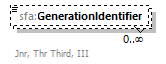 sfa:GenerationIdentifier
0..∞
Jnr, Thr Third, III